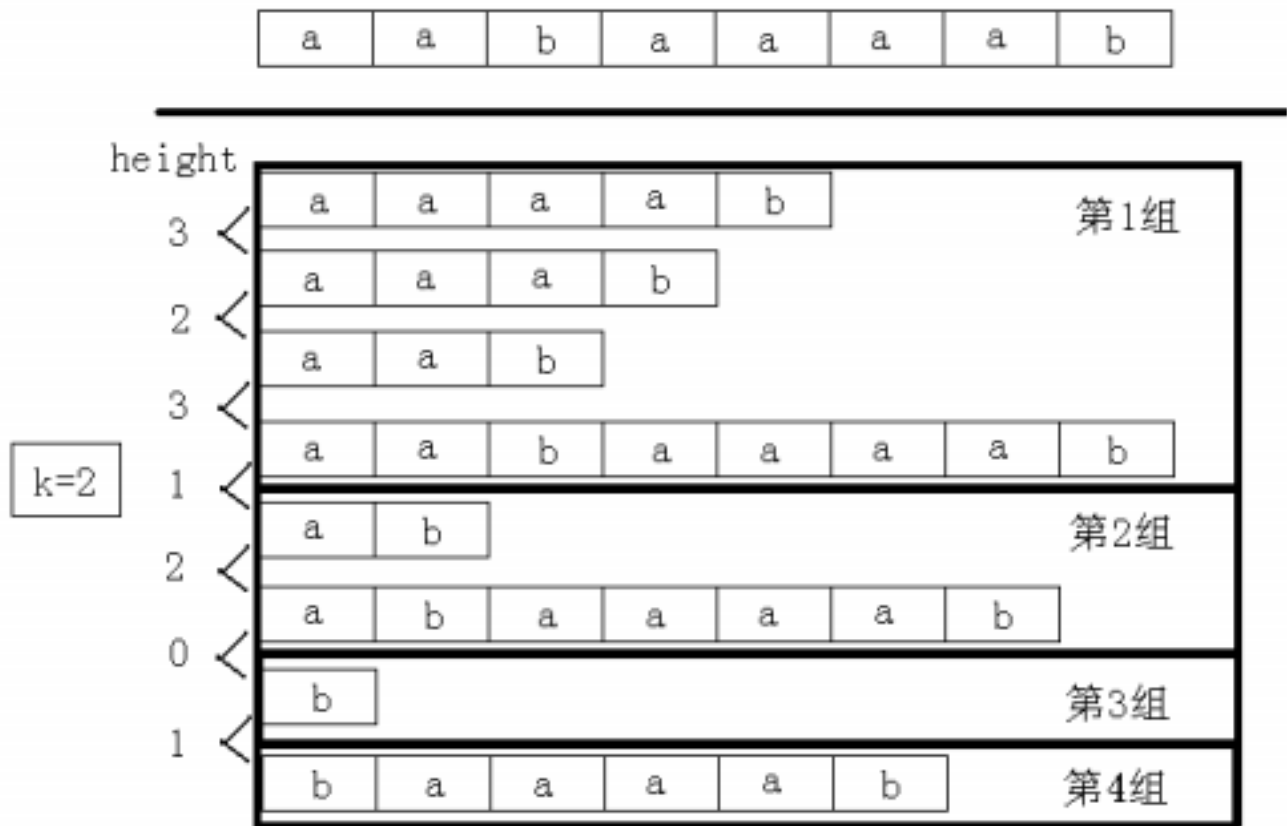 a a b a a a a b
height
a a a a b 第1组
3
a a a b
2
a a b
3
a a b a a a a b
k=2
1
a b 第2组
2
a b a a a a b
0
b 第3组
1
b a a a a b 第4组